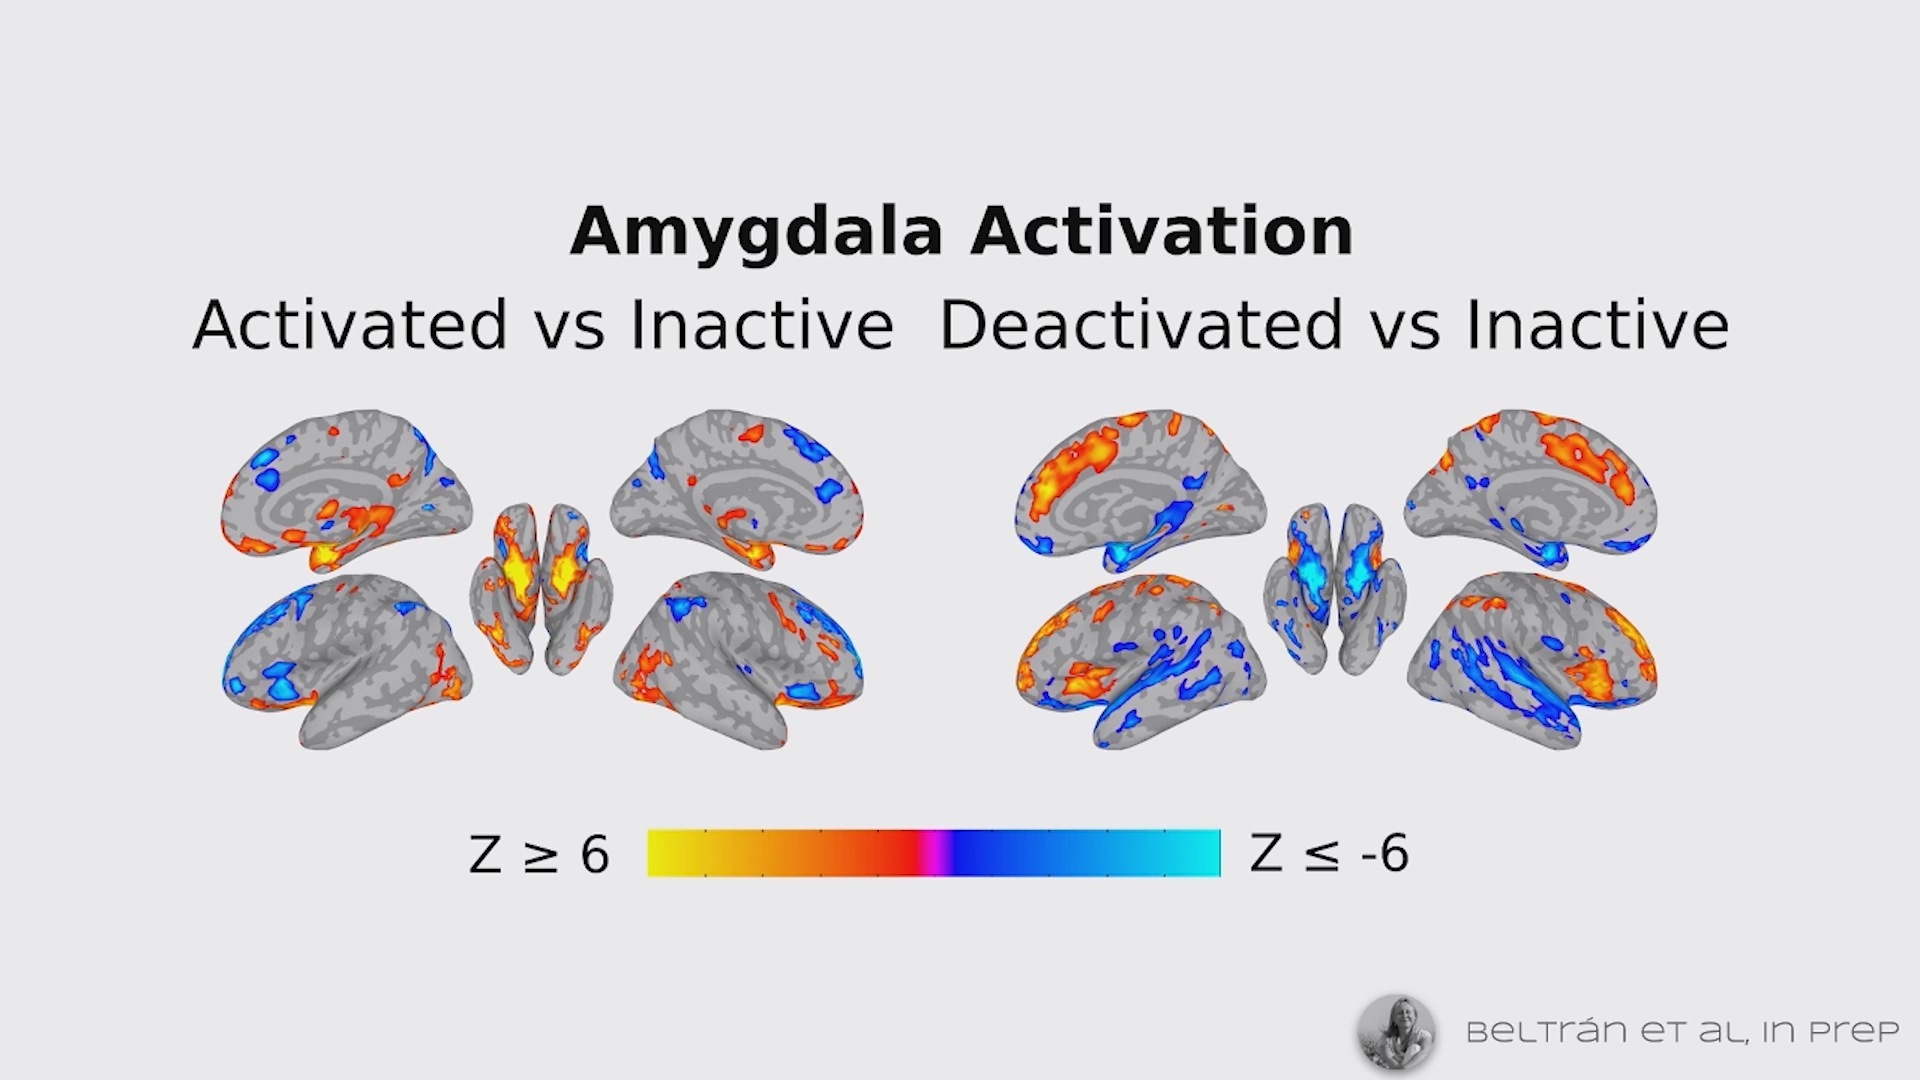 Amygdala Activation
Activated vs Inactive Deactivated vs Inactive
Z ≥ 6 Z ≤ -6
Beltrán et al, in prep